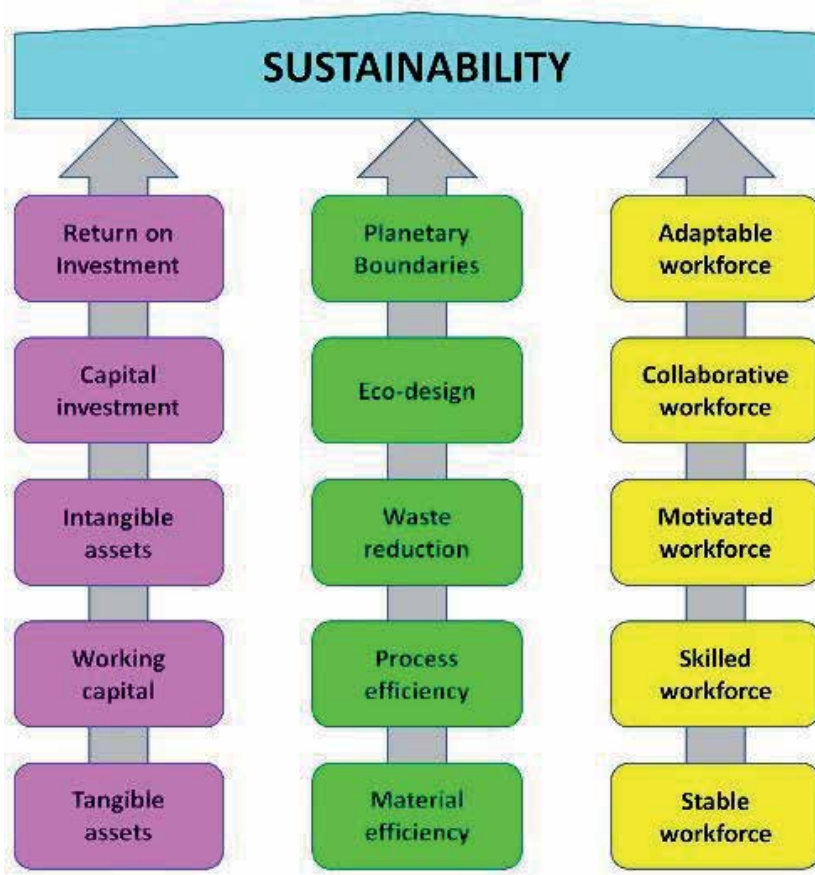 SUSTAINABILITY
Return on
Investment
Planetary
Boundaries
Adaptable
workforce
Capital
investment
Eco-design
Collaborative
workforce
Intangible
assets
Waste
reduction
Motivated
workforce
Working
capital
Process
efficiency
Skilled
workforce
Tangible
assets
Material
efficiency
Stable
workforce